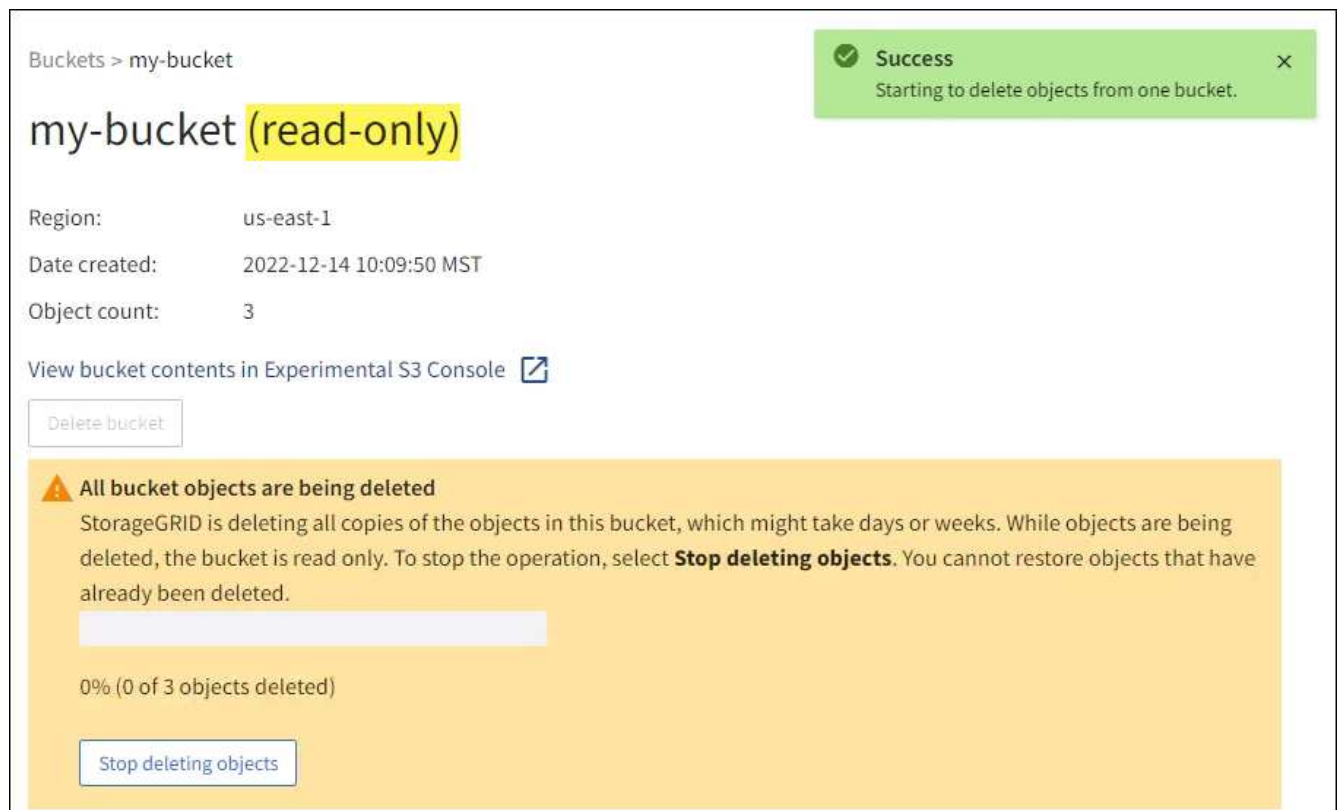 Buckets > my-bucket
Success
Starting to delete objects from one bucket.
my-bucket (read-only)
Region: us-east-1
Date created: 2022-12-14 10:09:50 MST
Object count: 3
View bucket contents in Experimental S3 Console
Delete bucket
All bucket objects are being deleted
StorageGRID is deleting all copies of the objects in this bucket, which might take days or weeks. While objects are being
deleted, the bucket is read only. To stop the operation, select Stop deleting objects. You cannot restore objects that have
already been deleted.
0% (0 of 3 objects deleted)
Stop deleting objects